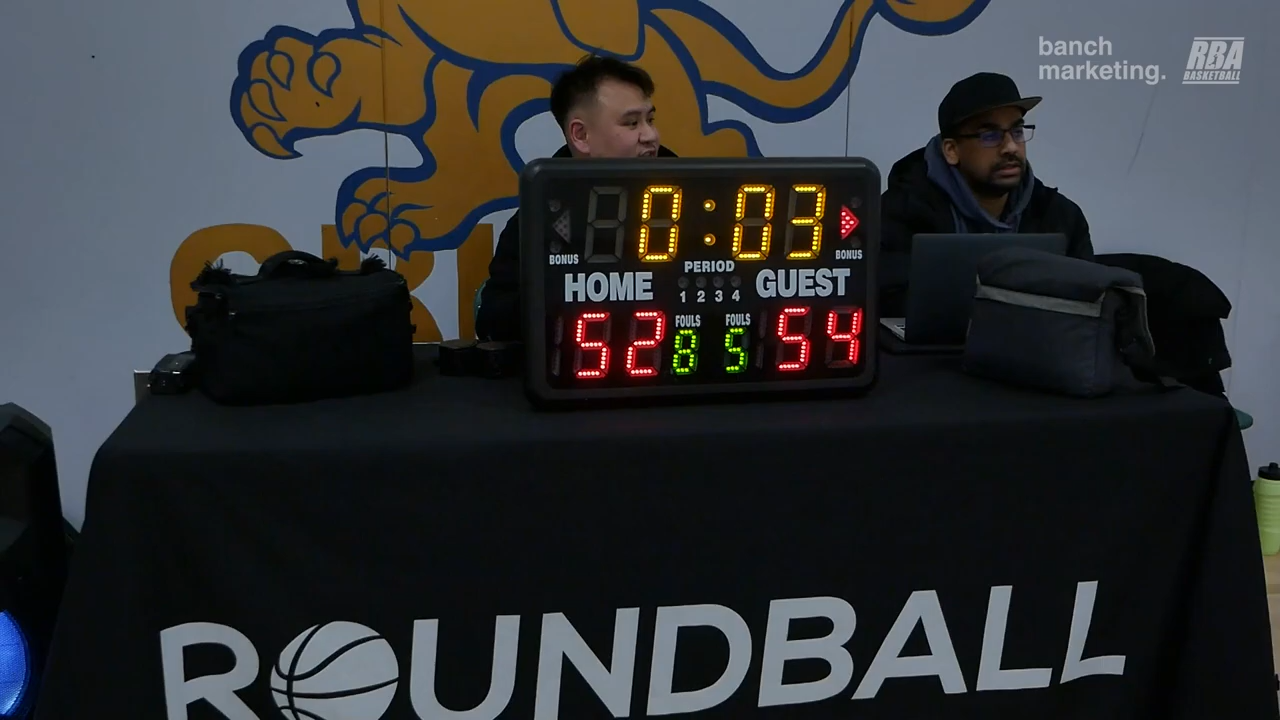 banch
marketing.
RBA
BASKETBALL
0:03
BONUS
PERIOD
BONUS
HOME
1 2 3 4
GUEST
FOULS
FOULS
52
8
5
54
ROUNDBALL